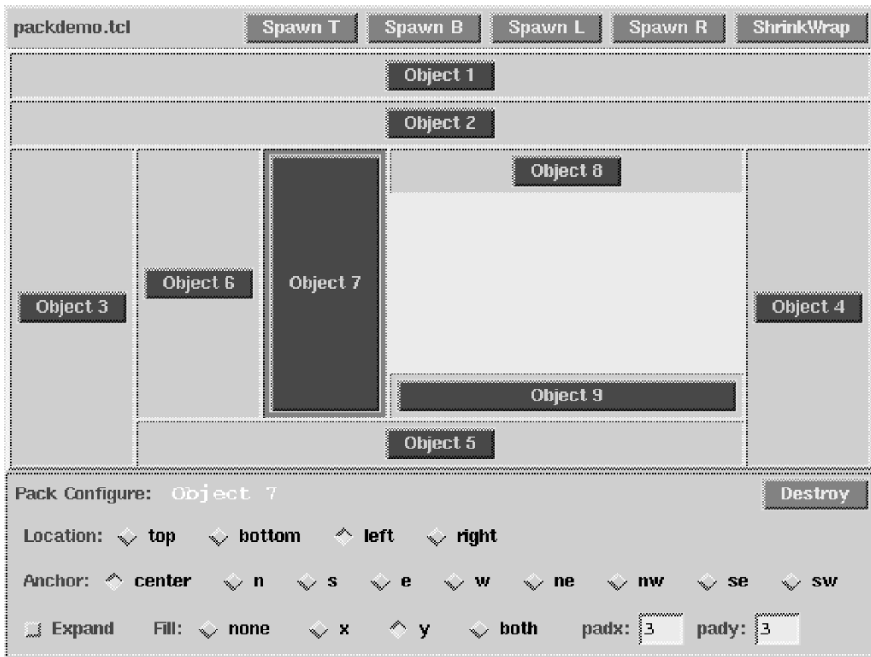 packdemo.tcl Spawn T Spawn B Spawn L Spawn R ShrinkWrap
Object 1
Object 2
Object 8
Object 6 Object 7
Object 3 Object 4
Object 9
Object 5
Pack Configure: Object 7 Destroy
Location: top bottom left right
Anchor: center n s e w ne nw se sw
Expand Fill: none x y both padx: 3 pady: 3